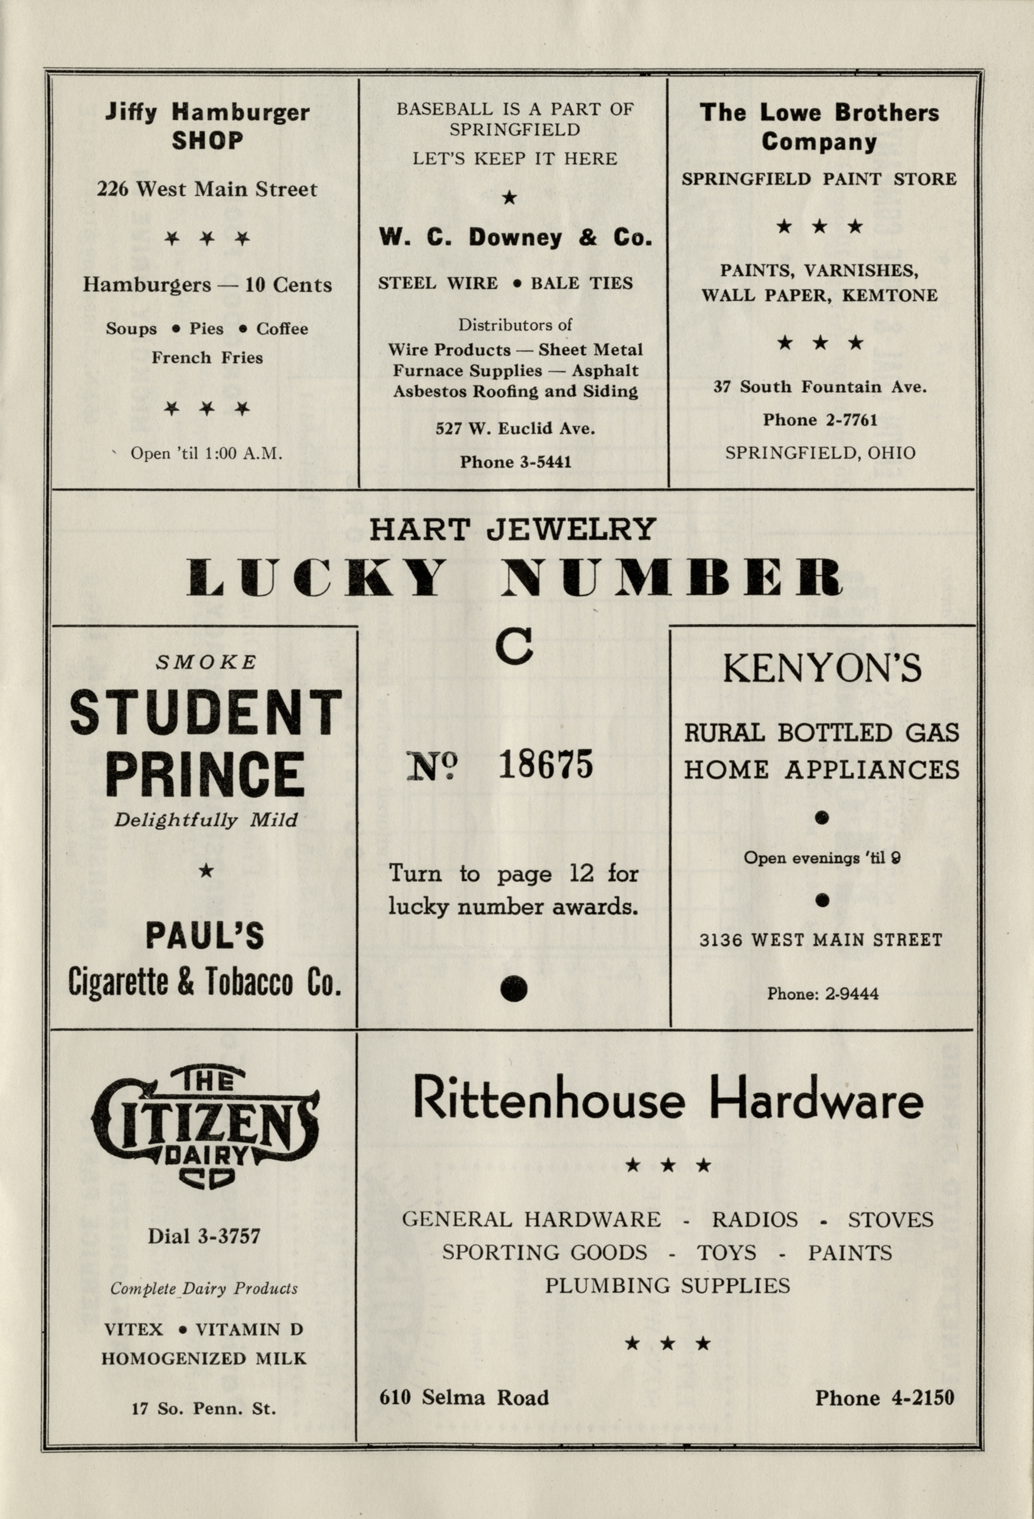 Jiffy Hamburger
SHOP
226 West Main Street
★ ★ ★
Hamburgers — 10 Cents
Soups • Pies • Coffee
French Fries
★ ★ ★
Open 'til 1:00 A.M.
BASEBALL IS A PART OF
SPRINGFIELD
LET'S KEEP IT HERE
★
W. C. Downey & Co.
STEEL WIRE • BALE TIES
Distributors of
Wire Products — Sheet Metal
Furnace Supplies — Asphalt
Asbestos Roofing and Siding
527 W. Euclid Ave.
Phone 3-5441
The Lowe Brothers
Company
SPRINGFIELD PAINT STORE
★ ★ ★
PAINTS, VARNISHES,
WALL PAPER, KEMTONE
★ ★ ★
37 South Fountain Ave.
Phone 2-7761
SPRINGFIELD, OHIO
HART JEWELRY
LUCKY NUMBER
C
Nº 18675
Turn to page 12 for
lucky number awards.
●
SMOKE
STUDENT
PRINCE
Delightfully Mild
★
PAUL'S
Cigarette & Tobacco Co.
KENYON'S
RURAL BOTTLED GAS
HOME APPLIANCES
●
Open evenings 'til 9
●
3136 WEST MAIN STREET
Phone: 2-9444
THE
CITIZENS
DAIRY
CO
Dial 3-3757
Complete Dairy Products
VITEX • VITAMIN D
HOMOGENIZED MILK
17 So. Penn. St.
Rittenhouse Hardware
★ ★ ★
GENERAL HARDWARE - RADIOS - STOVES
SPORTING GOODS - TOYS - PAINTS
PLUMBING SUPPLIES
★ ★ ★
610 Selma Road Phone 4-2150